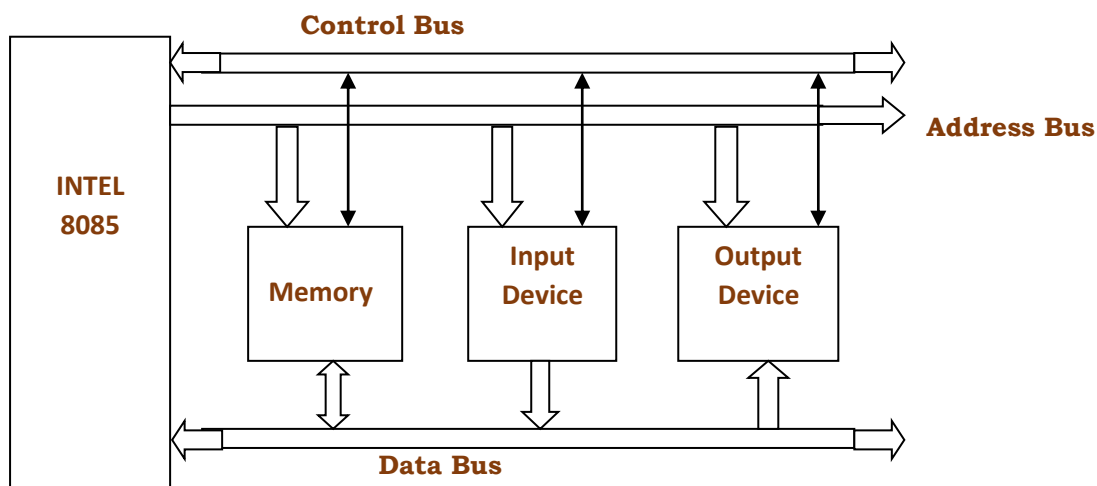 Control Bus
Address Bus
INTEL
8085
Memory
Input
Device
Output
Device
Data Bus